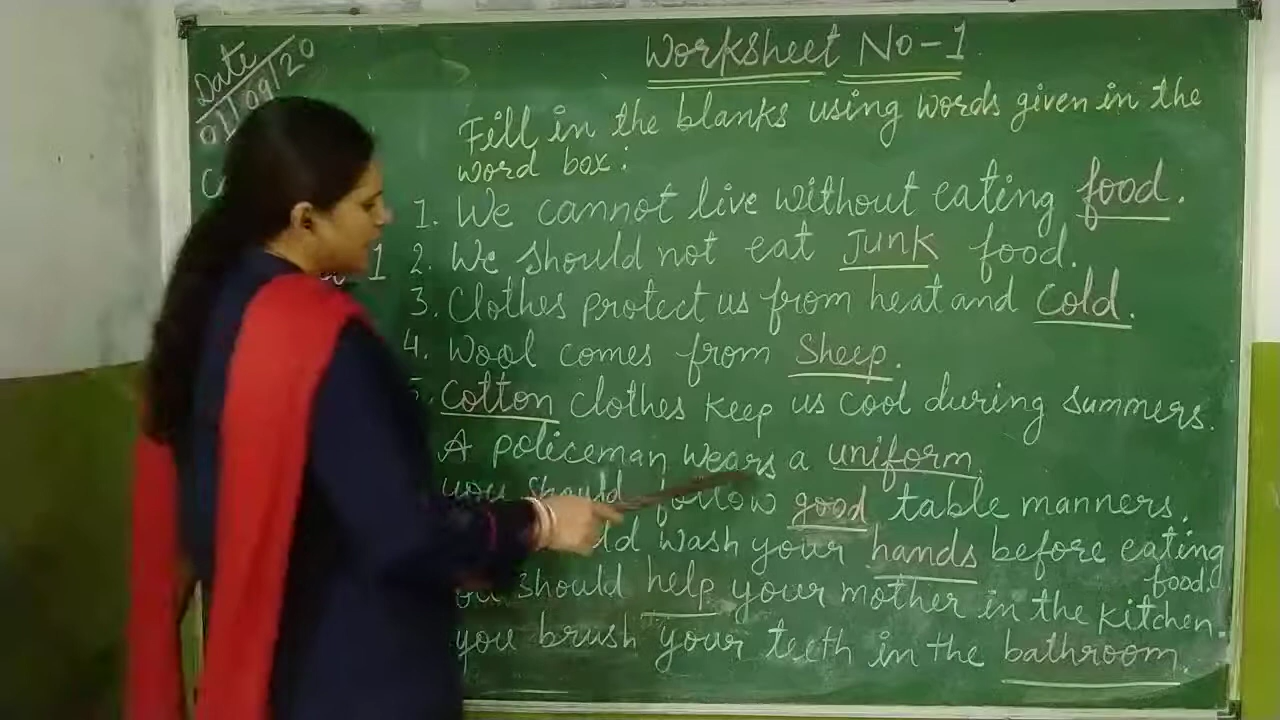 Date
01/09/20
Worksheet No-1
Fill in the blanks using words given in the
word box:
1. We cannot live without eating food.
1
2. We should not eat Junk food.
3. Clothes protect us from heat and cold.
4. Wool comes from Sheep.
5. Cotton clothes keep us cool during summers.
A policeman wears a uniform.
you should follow good table manners.
wash your hands before eating
food.
should help your mother in the kitchen.
you brush your teeth in the bathroom.